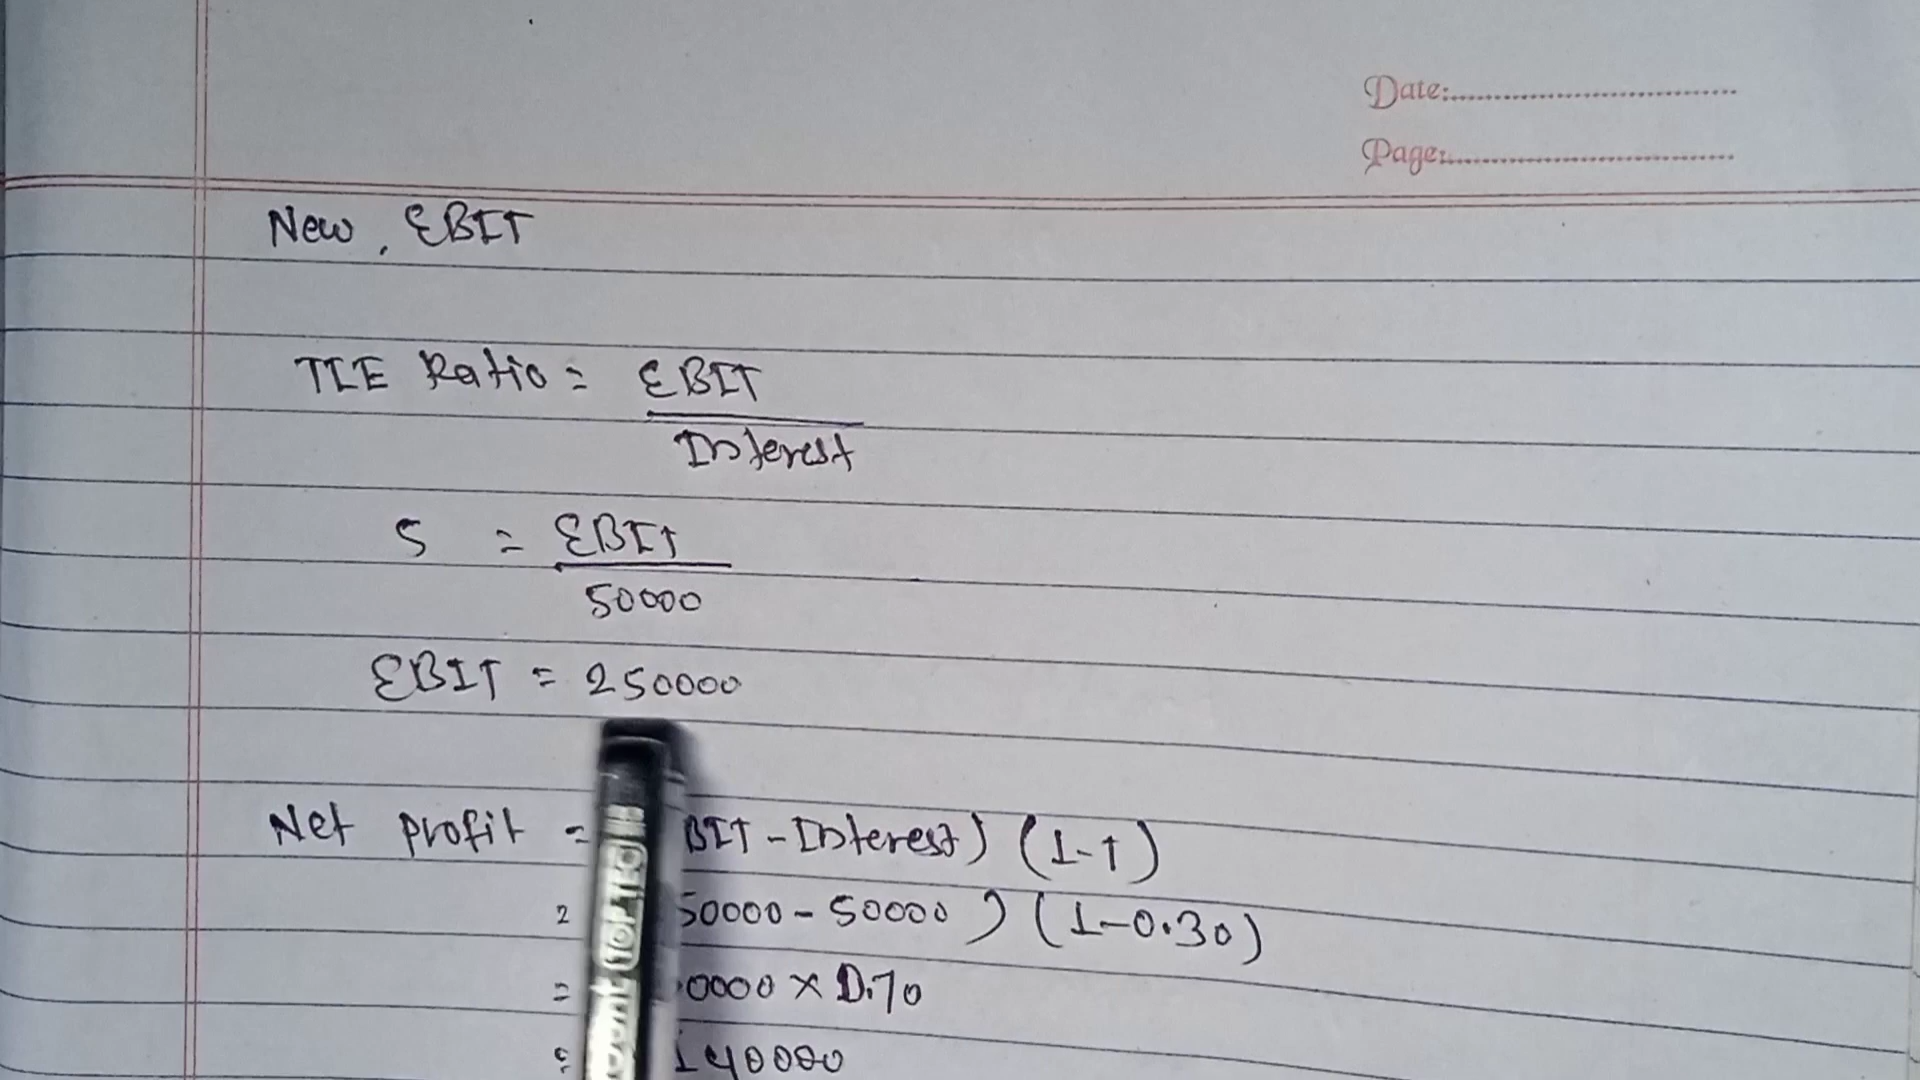 Date:
Page:
New, EBIT
TIE Ratio = EBIT
Interest
5 = EBIT
50000
EBIT = 250000
Net profit = BIT - Interest) (1-t)
= 50000 - 50000) (1-0.30)
= 0000 x 0.70
= 140000
TOPTEC